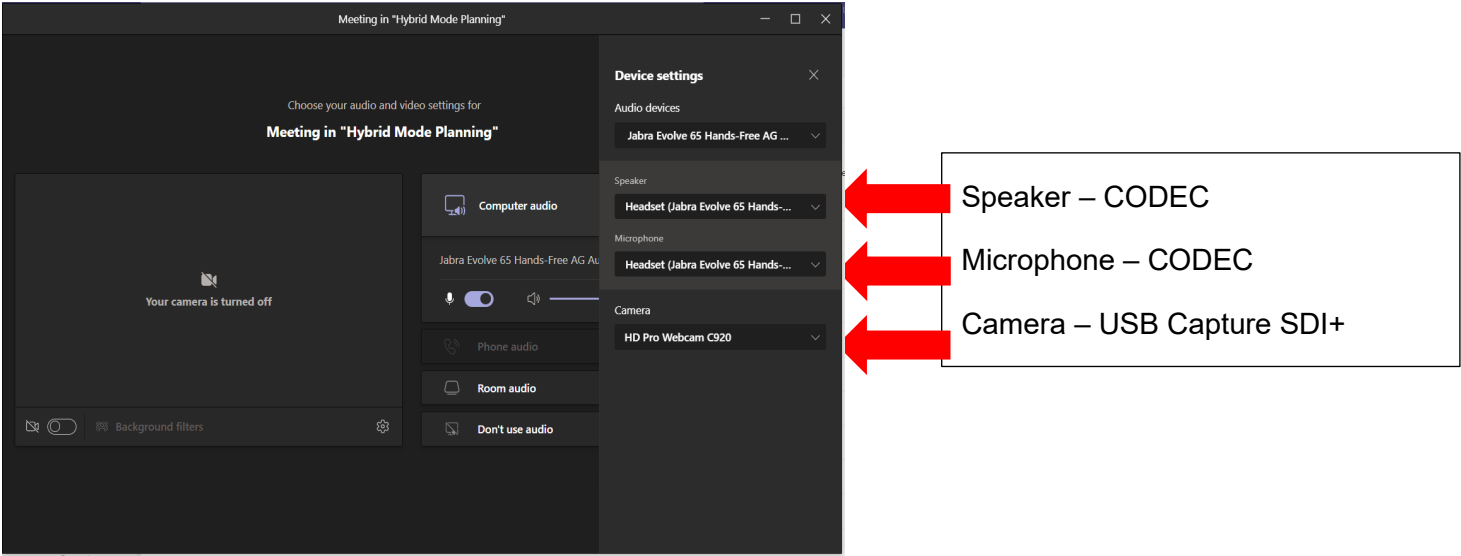 Meeting in "Hybrid Mode Planning"
Choose your audio and video settings for
Meeting in "Hybrid Mode Planning"
Your camera is turned off
Background filters
Computer audio
Jabra Evolve 65 Hands-Free AG Au
Phone audio
Room audio
Don't use audio
Device settings
Audio devices
Jabra Evolve 65 Hands-Free AG ...
Speaker
Headset (Jabra Evolve 65 Hands-...
Microphone
Headset (Jabra Evolve 65 Hands-...
Camera
HD Pro Webcam C920
Speaker – CODEC
Microphone – CODEC
Camera – USB Capture SDI+